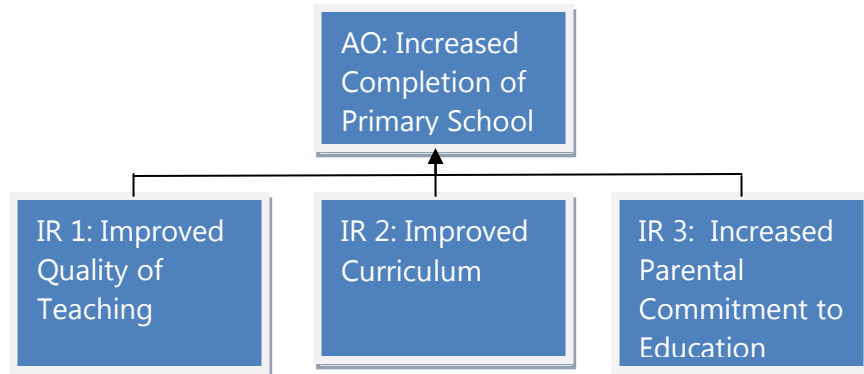 AO: Increased
Completion of
Primary School
IR 1: Improved
Quality of
Teaching
IR 2: Improved
Curriculum
IR 3:  Increased
Parental
Commitment to
Education